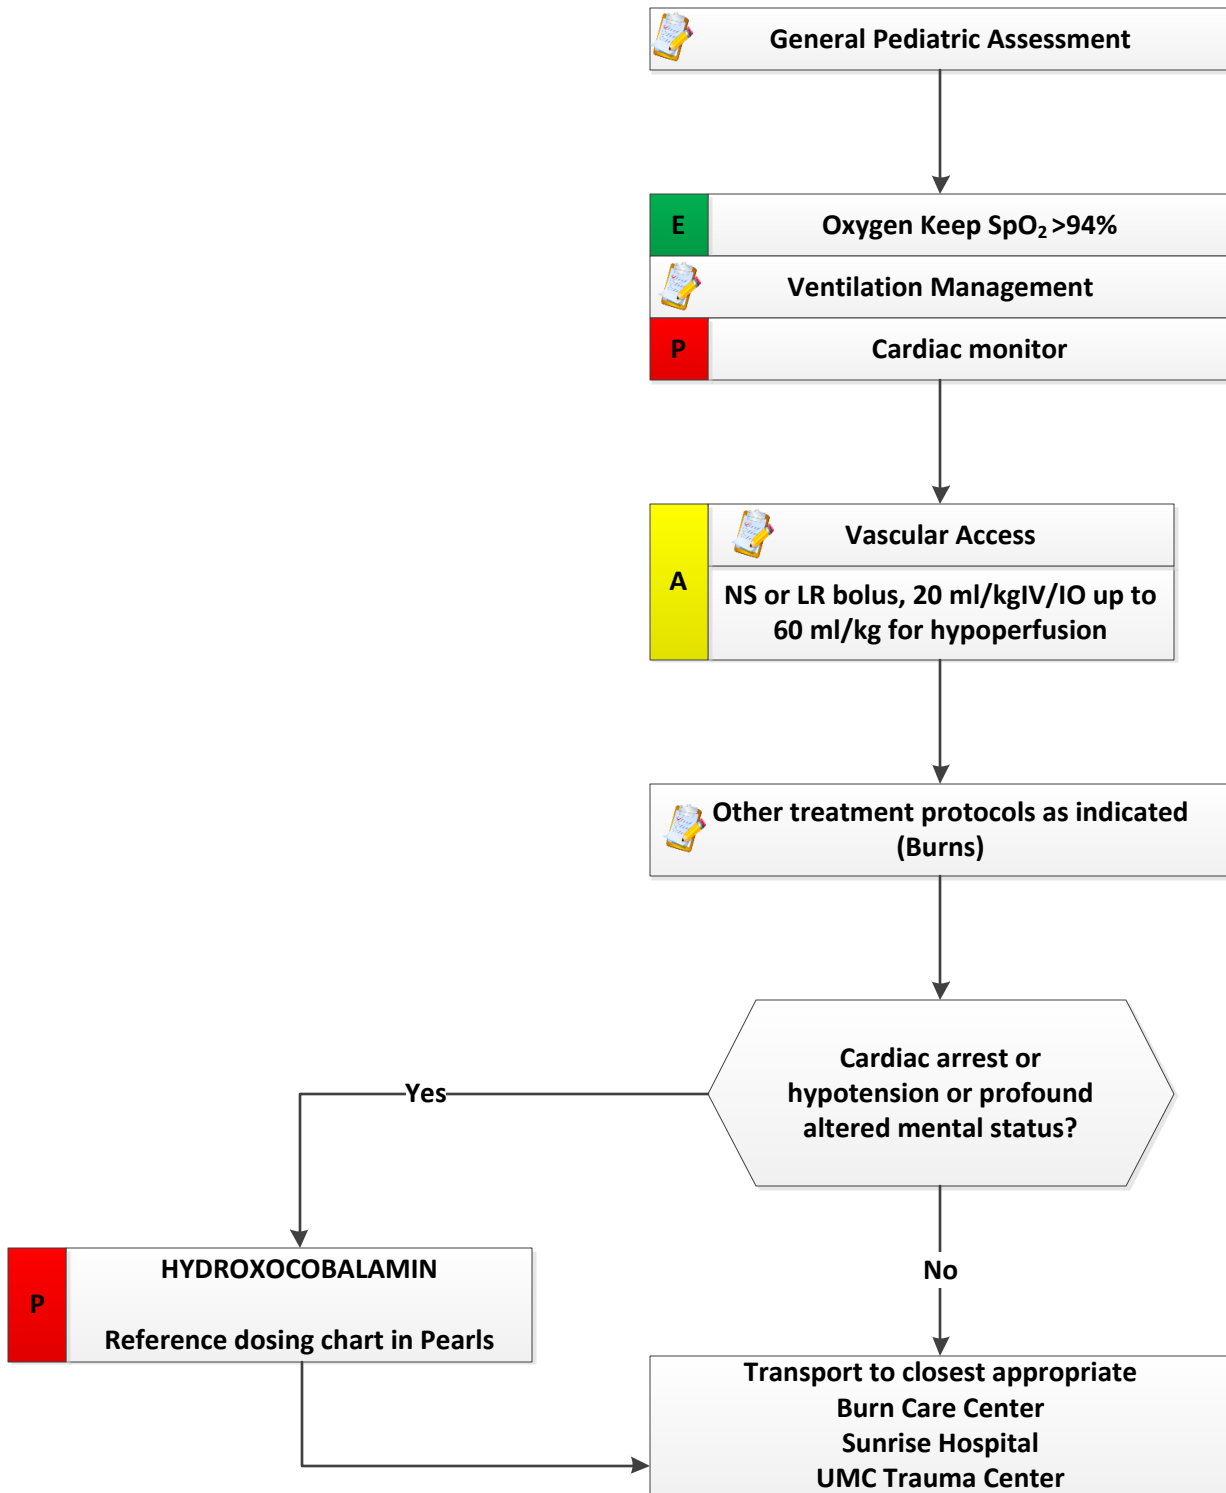 General Pediatric Assessment
E
Oxygen Keep SpO₂ >94%
Ventilation Management
P
Cardiac monitor
A
Vascular Access
NS or LR bolus, 20 ml/kgIV/IO up to
60 ml/kg for hypoperfusion
Other treatment protocols as indicated
(Burns)
Cardiac arrest or
hypotension or profound
altered mental status?
Yes
No
P
HYDROXOCOBALAMIN
Reference dosing chart in Pearls
Transport to closest appropriate
Burn Care Center
Sunrise Hospital
UMC Trauma Center